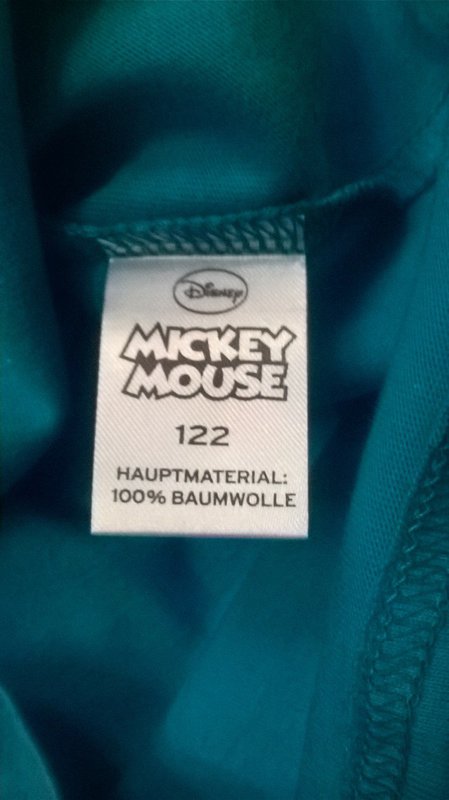 Disney
MICKEY
MOUSE
122
HAUPTMATERIAL:
100% BAUMWOLLE